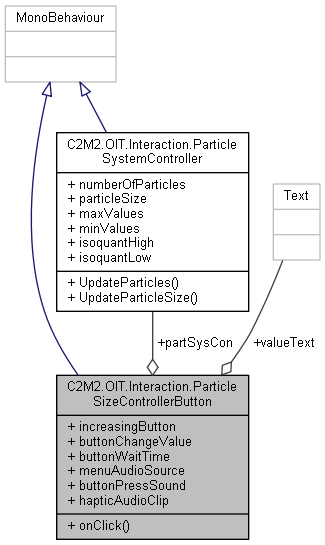 MonoBehaviour
C2M2.OIT.Interaction.Particle
SystemController
+ numberOfParticles
+ particleSize
+ maxValues
+ minValues
+ isoquantHigh
+ isoquantLow
+ UpdateParticles()
+ UpdateParticleSize()
Text
+partSysCon
+valueText
C2M2.OIT.Interaction.Particle
SizeControllerButton
+ increasingButton
+ buttonChangeValue
+ buttonWaitTime
+ menuAudioSource
+ buttonPressSound
+ hapticAudioClip
+ onClick()